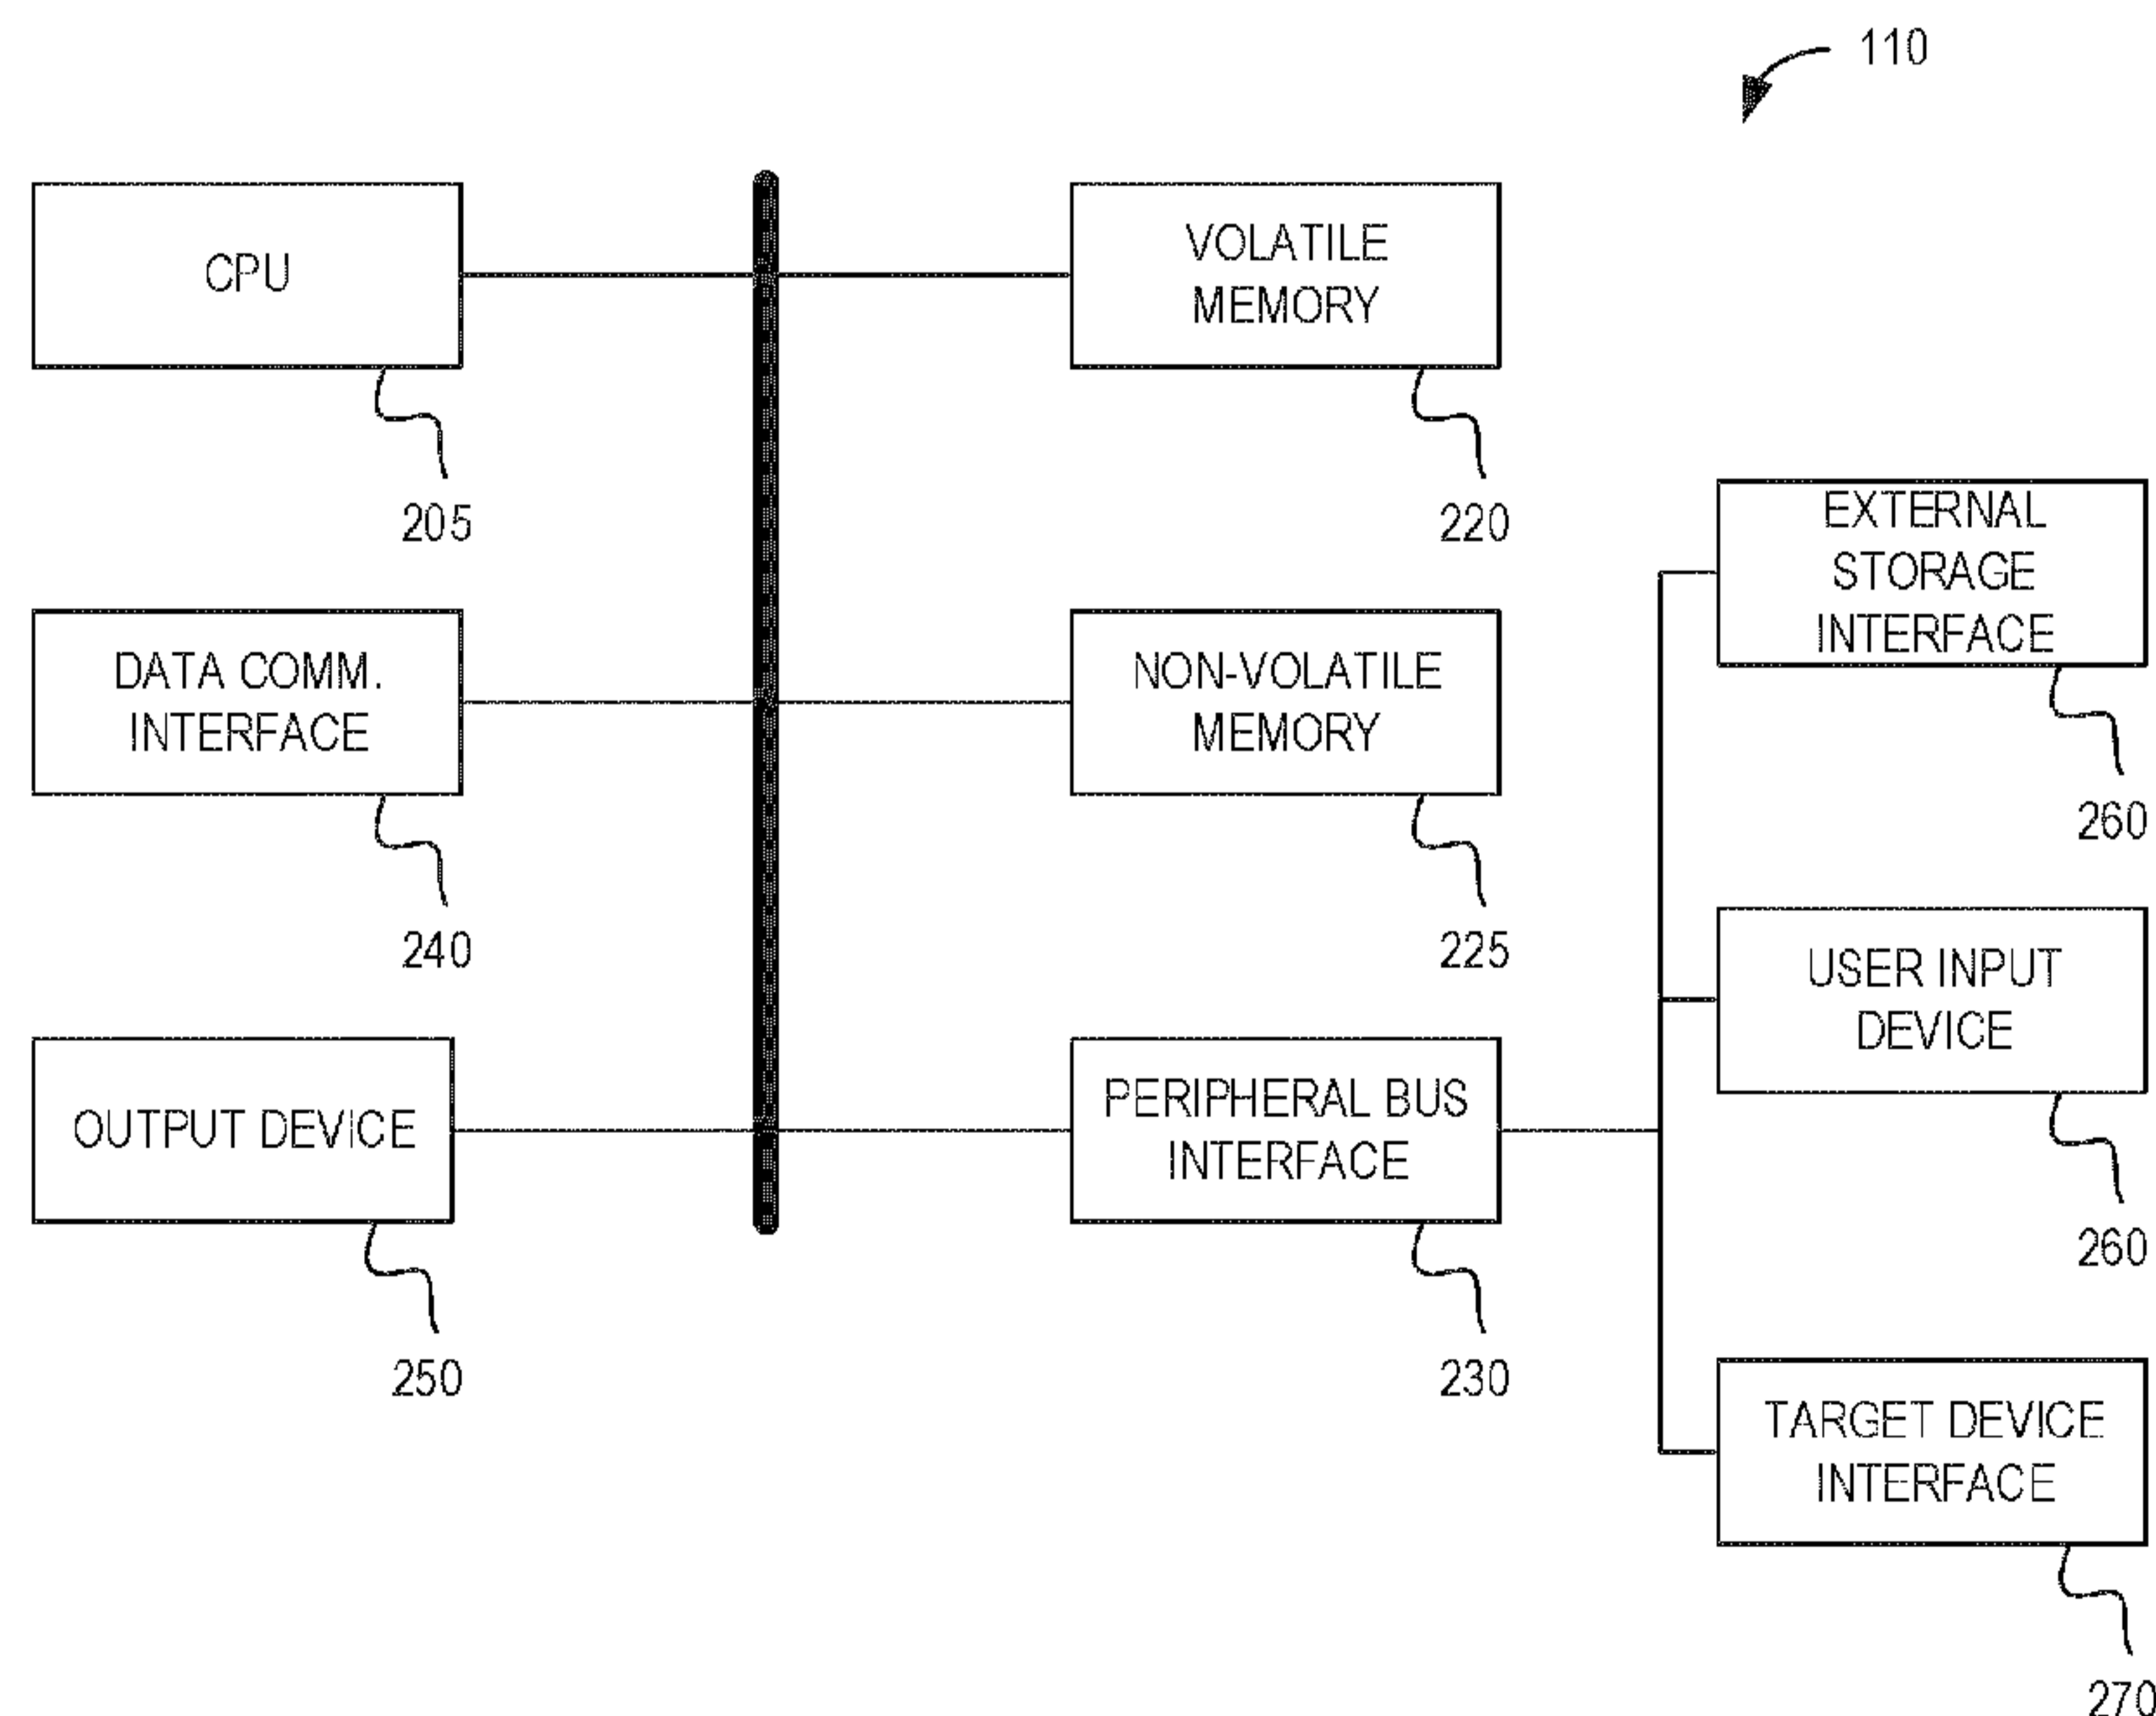 110
CPU
205
VOLATILE
MEMORY
220
EXTERNAL
STORAGE
INTERFACE
260
DATA COMM.
INTERFACE
240
NON-VOLATILE
MEMORY
225
USER INPUT
DEVICE
260
OUTPUT DEVICE
250
PERIPHERAL BUS
INTERFACE
230
TARGET DEVICE
INTERFACE
270